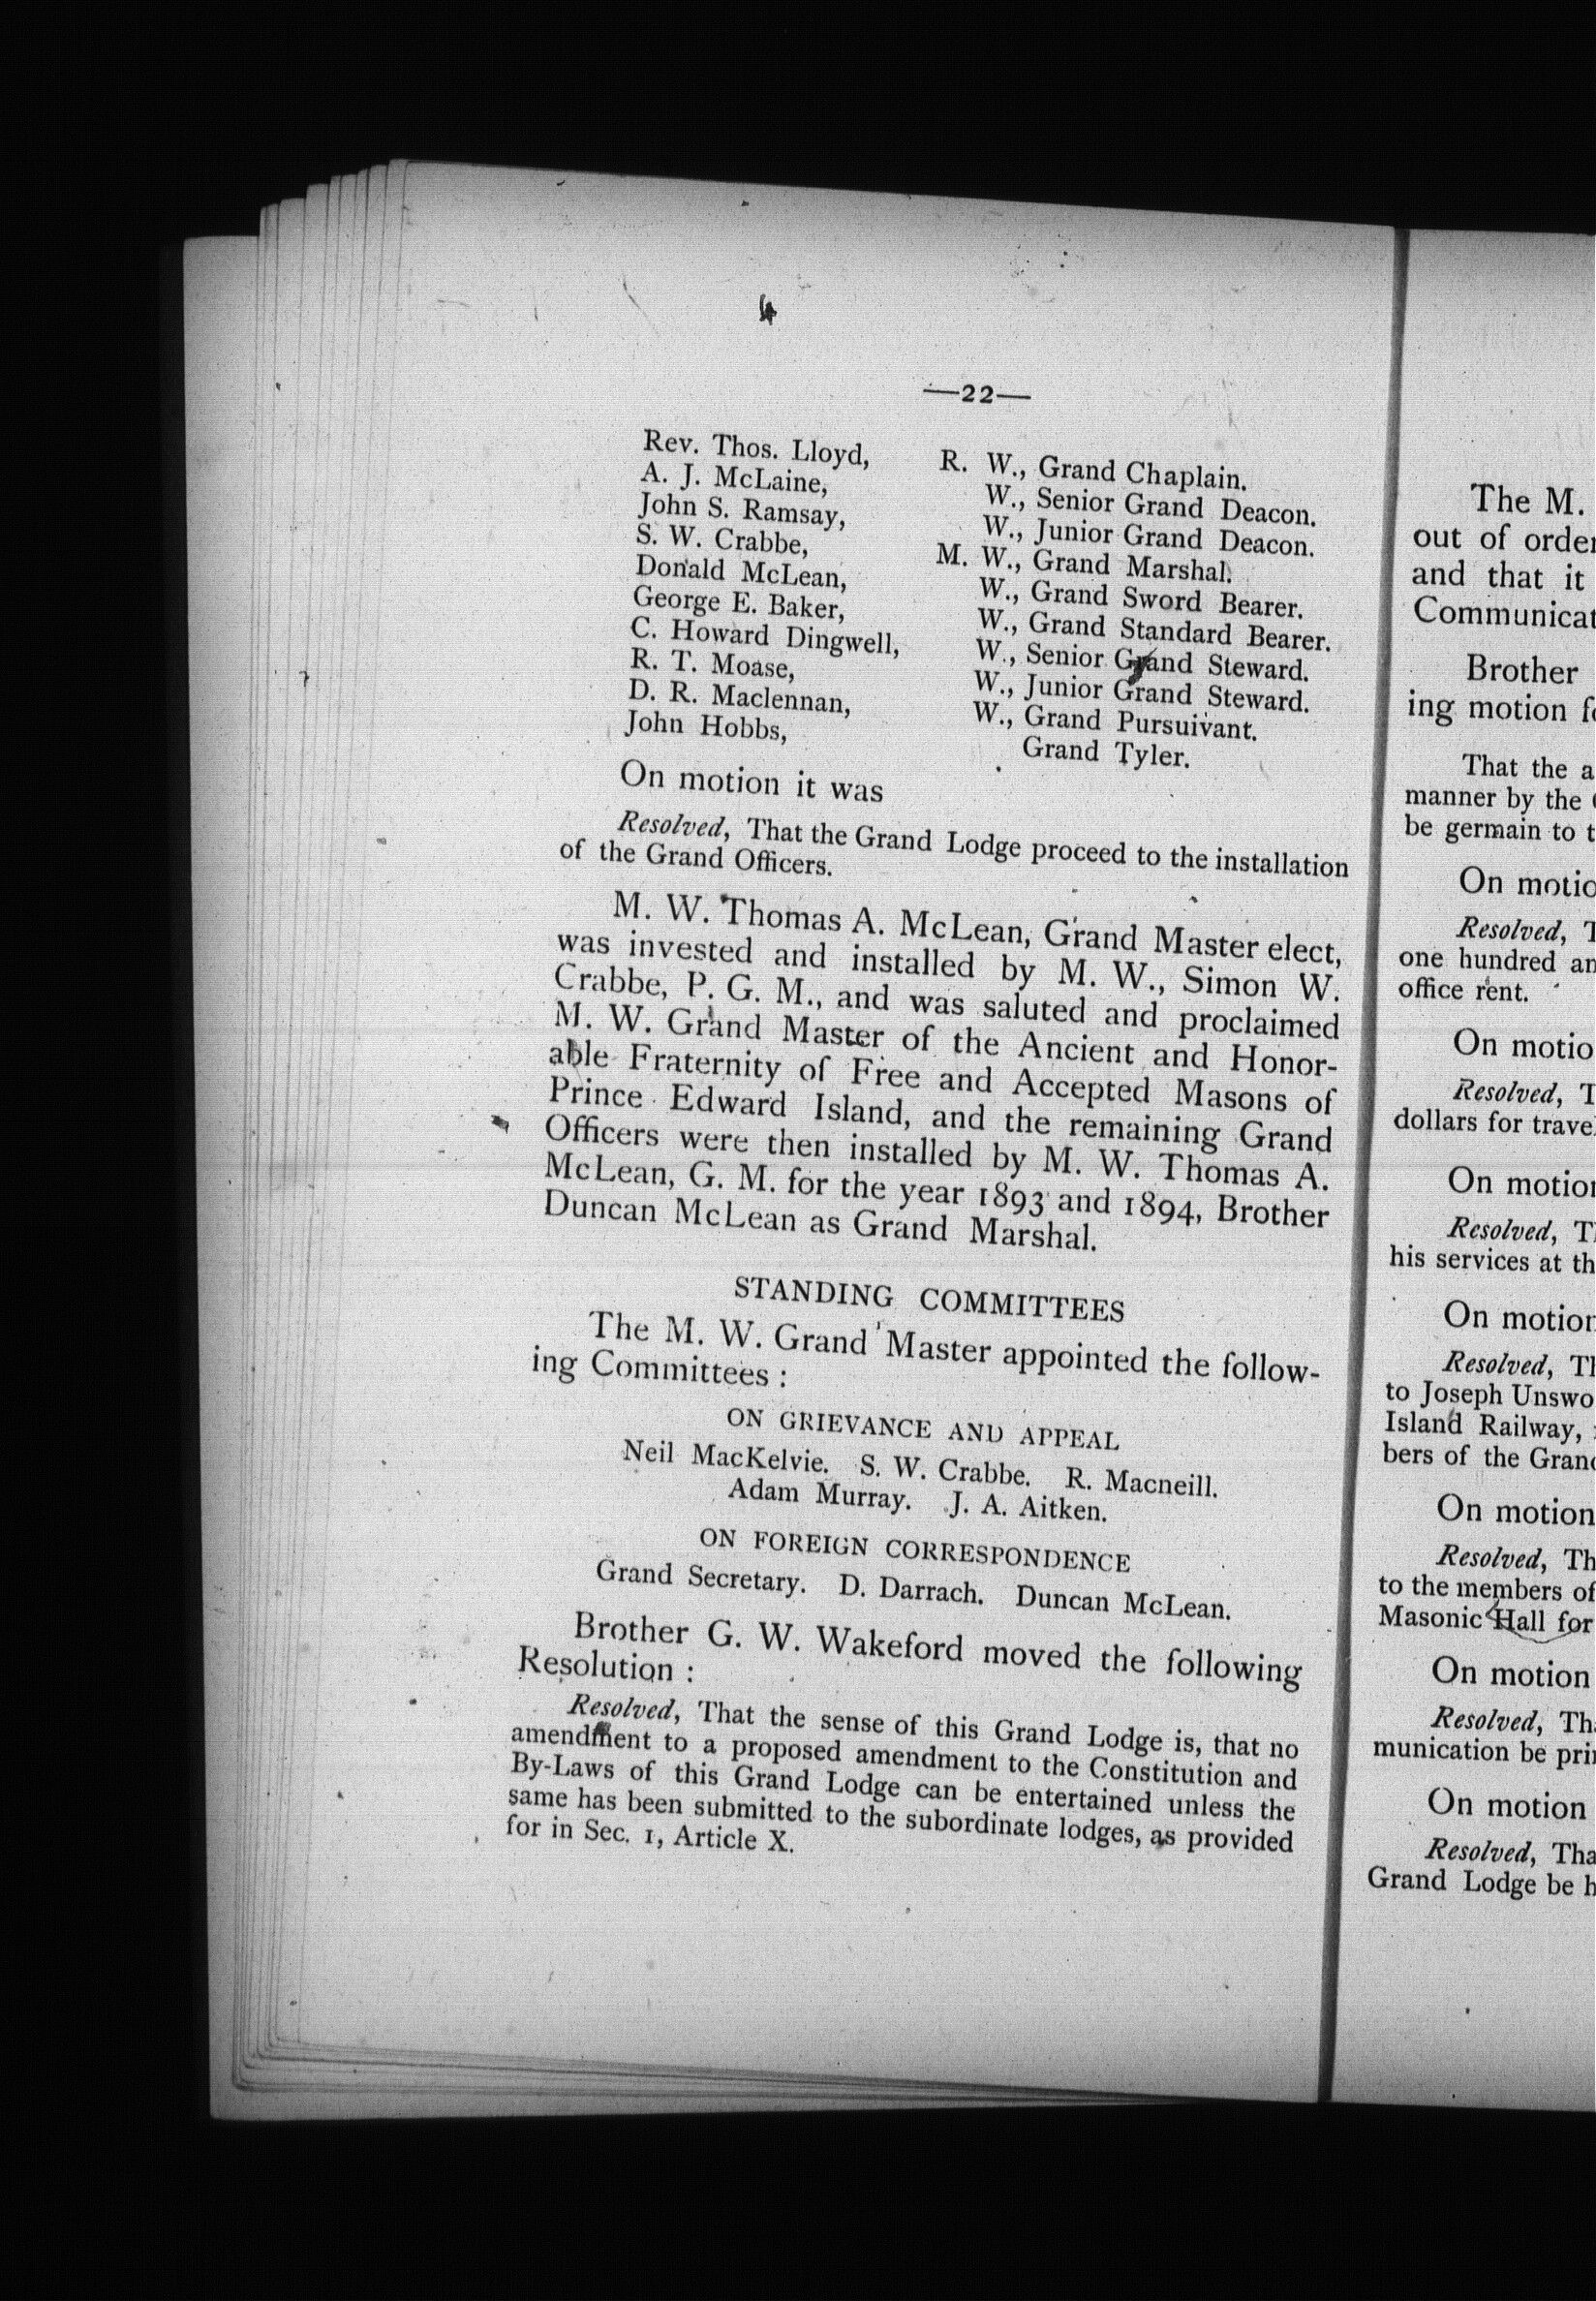 —22—
Rev. Thos. Lloyd, R. W., Grand Chaplain.
A. J. McLaine, W., Senior Grand Deacon.
John S. Ramsay, W., Junior Grand Deacon.
S. W. Crabbe, M. W., Grand Marshal.
Donald McLean, W., Grand Sword Bearer.
George E. Baker, W., Grand Standard Bearer.
C. Howard Dingwell, W., Senior Grand Steward.
R. T. Moase, W., Junior Grand Steward.
D. R. Maclennan, W., Grand Pursuivant.
John Hobbs, Grand Tyler.
On motion it was
Resolved, That the Grand Lodge proceed to the installation
of the Grand Officers.
M. W. Thomas A. McLean, Grand Master elect,
was invested and installed by M. W., Simon W.
Crabbe, P. G. M., and was saluted and proclaimed
M. W. Grand Master of the Ancient and Honor-
able Fraternity of Free and Accepted Masons of
Prince Edward Island, and the remaining Grand
Officers were then installed by M. W. Thomas A.
McLean, G. M. for the year 1893 and 1894, Brother
Duncan McLean as Grand Marshal.
STANDING COMMITTEES
The M. W. Grand Master appointed the follow-
ing Committees :
ON GRIEVANCE AND APPEAL
Neil MacKelvie. S. W. Crabbe. R. Macneill.
Adam Murray. J. A. Aitken.
ON FOREIGN CORRESPONDENCE
Grand Secretary. D. Darrach. Duncan McLean.
Brother G. W. Wakeford moved the following
Resolution :
Resolved, That the sense of this Grand Lodge is, that no
amendment to a proposed amendment to the Constitution and
By-Laws of this Grand Lodge can be entertained unless the
same has been submitted to the subordinate lodges, as provided
for in Sec. 1, Article X.
The M.
out of order
and that it
Communicat
Brother
ing motion
That the a
manner by the
be germain to t
On motio
Resolved, T
one hundred an
office rent.
On motio
Resolved, T
dollars for trave
On motion
Resolved, T
his services at th
On motion
Resolved, Th
to Joseph Unswo
Island Railway,
bers of the Grand
On motion
Resolved, Th
to the members of
Masonic Hall for
On motion
Resolved, Tha
munication be prin
On motion
Resolved, Tha
Grand Lodge be h